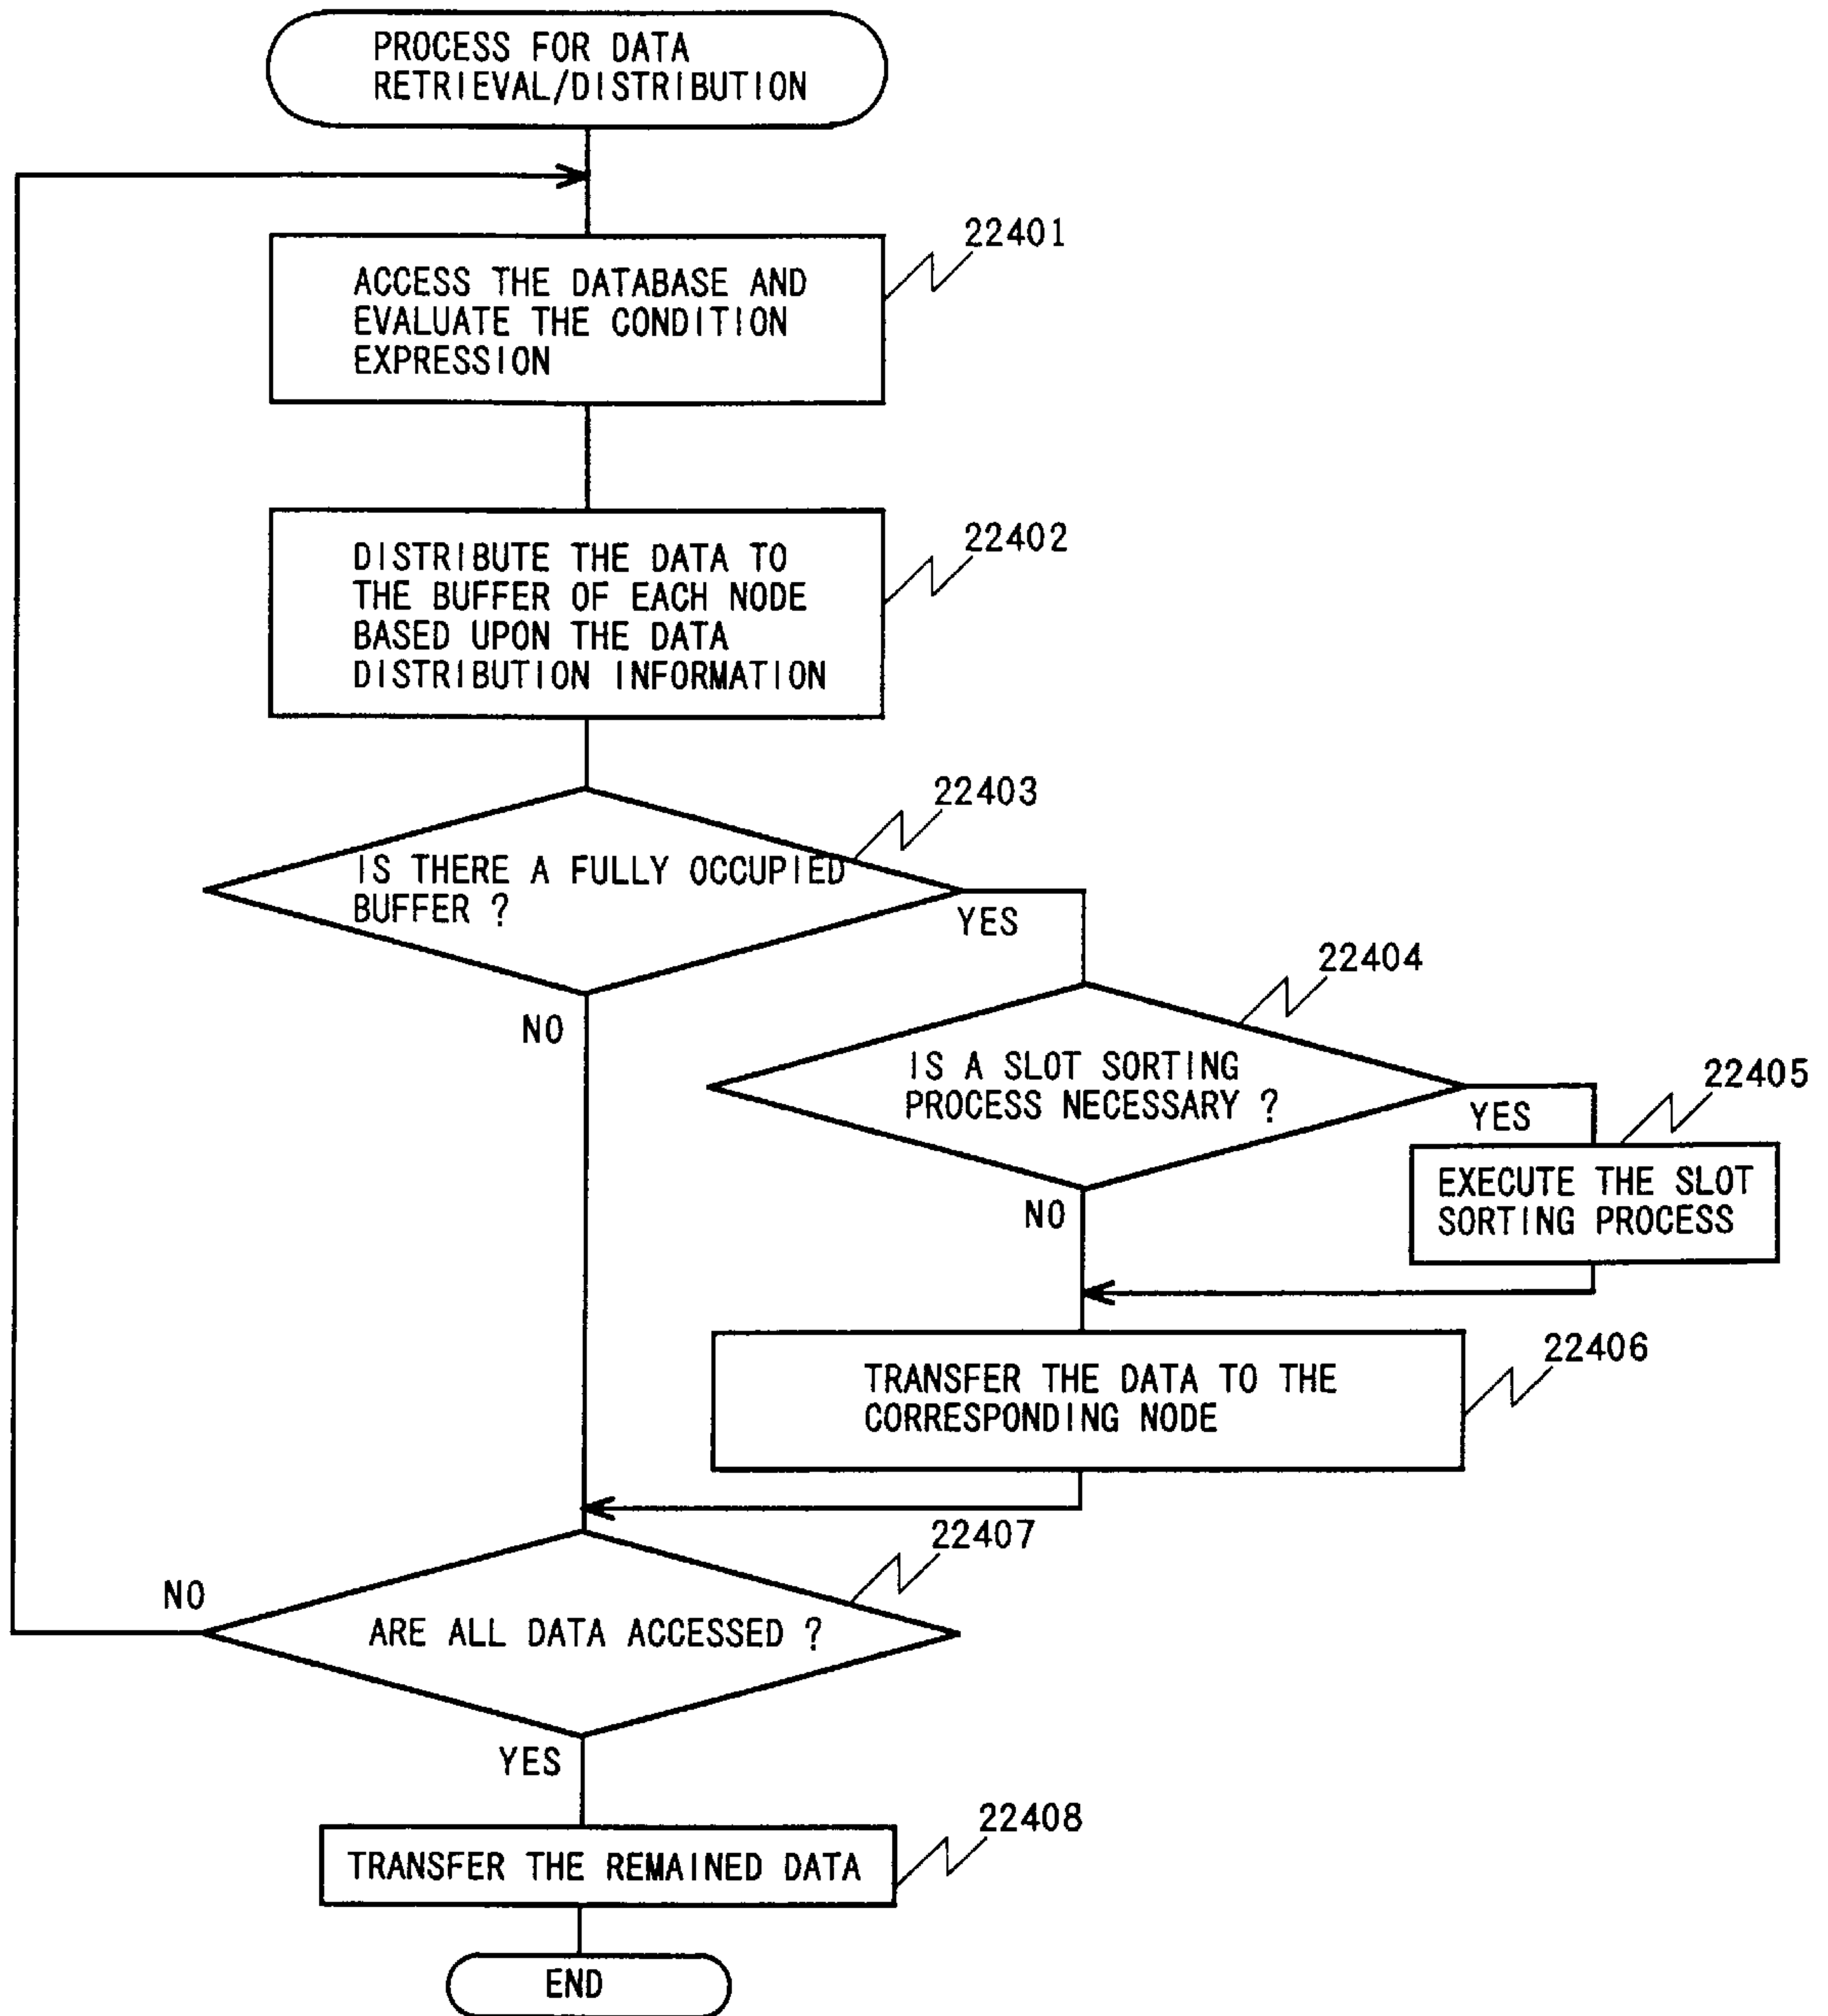 PROCESS FOR DATA
RETRIEVAL/DISTRIBUTION
22401
ACCESS THE DATABASE AND
EVALUATE THE CONDITION
EXPRESSION
22402
DISTRIBUTE THE DATA TO
THE BUFFER OF EACH NODE
BASED UPON THE DATA
DISTRIBUTION INFORMATION
22403
IS THERE A FULLY OCCUPIED
BUFFER ?
YES
NO
22404
IS A SLOT SORTING
PROCESS NECESSARY ?
YES
NO
22405
EXECUTE THE SLOT
SORTING PROCESS
22406
TRANSFER THE DATA TO THE
CORRESPONDING NODE
22407
NO
ARE ALL DATA ACCESSED ?
YES
22408
TRANSFER THE REMAINED DATA
END